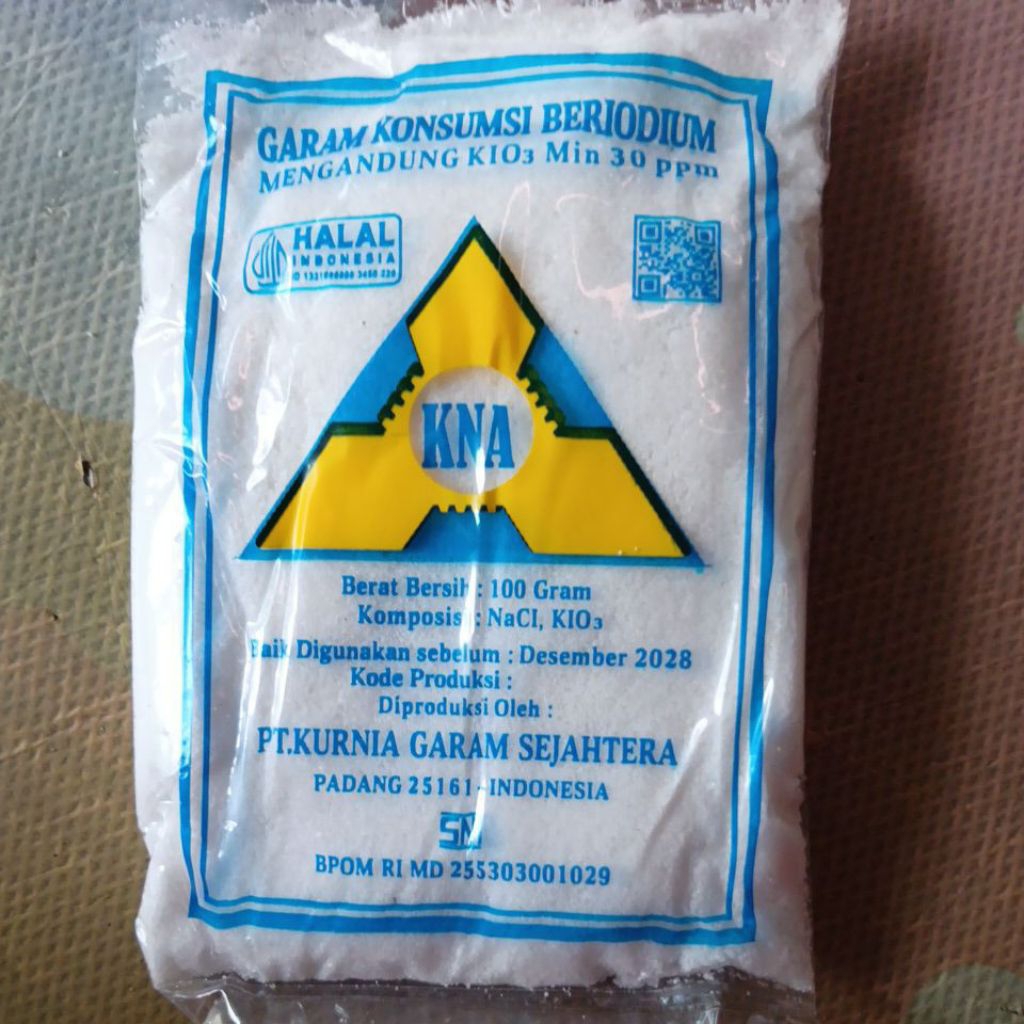 GARAM KONSUMSI BERIODIUM
MENGANDUNG KIO3 Min 30 ppm
HALAL
INDONESIA
KNA
Berat Bersih : 100 Gram
Komposisi : NaCl, KIO3
Baik Digunakan sebelum : Desember 2028
Kode Produksi :
Diproduksi Oleh :
PT.KURNIA GARAM SEJAHTERA
PADANG 25161-INDONESIA
SNI
BPOM RI MD 255303001029